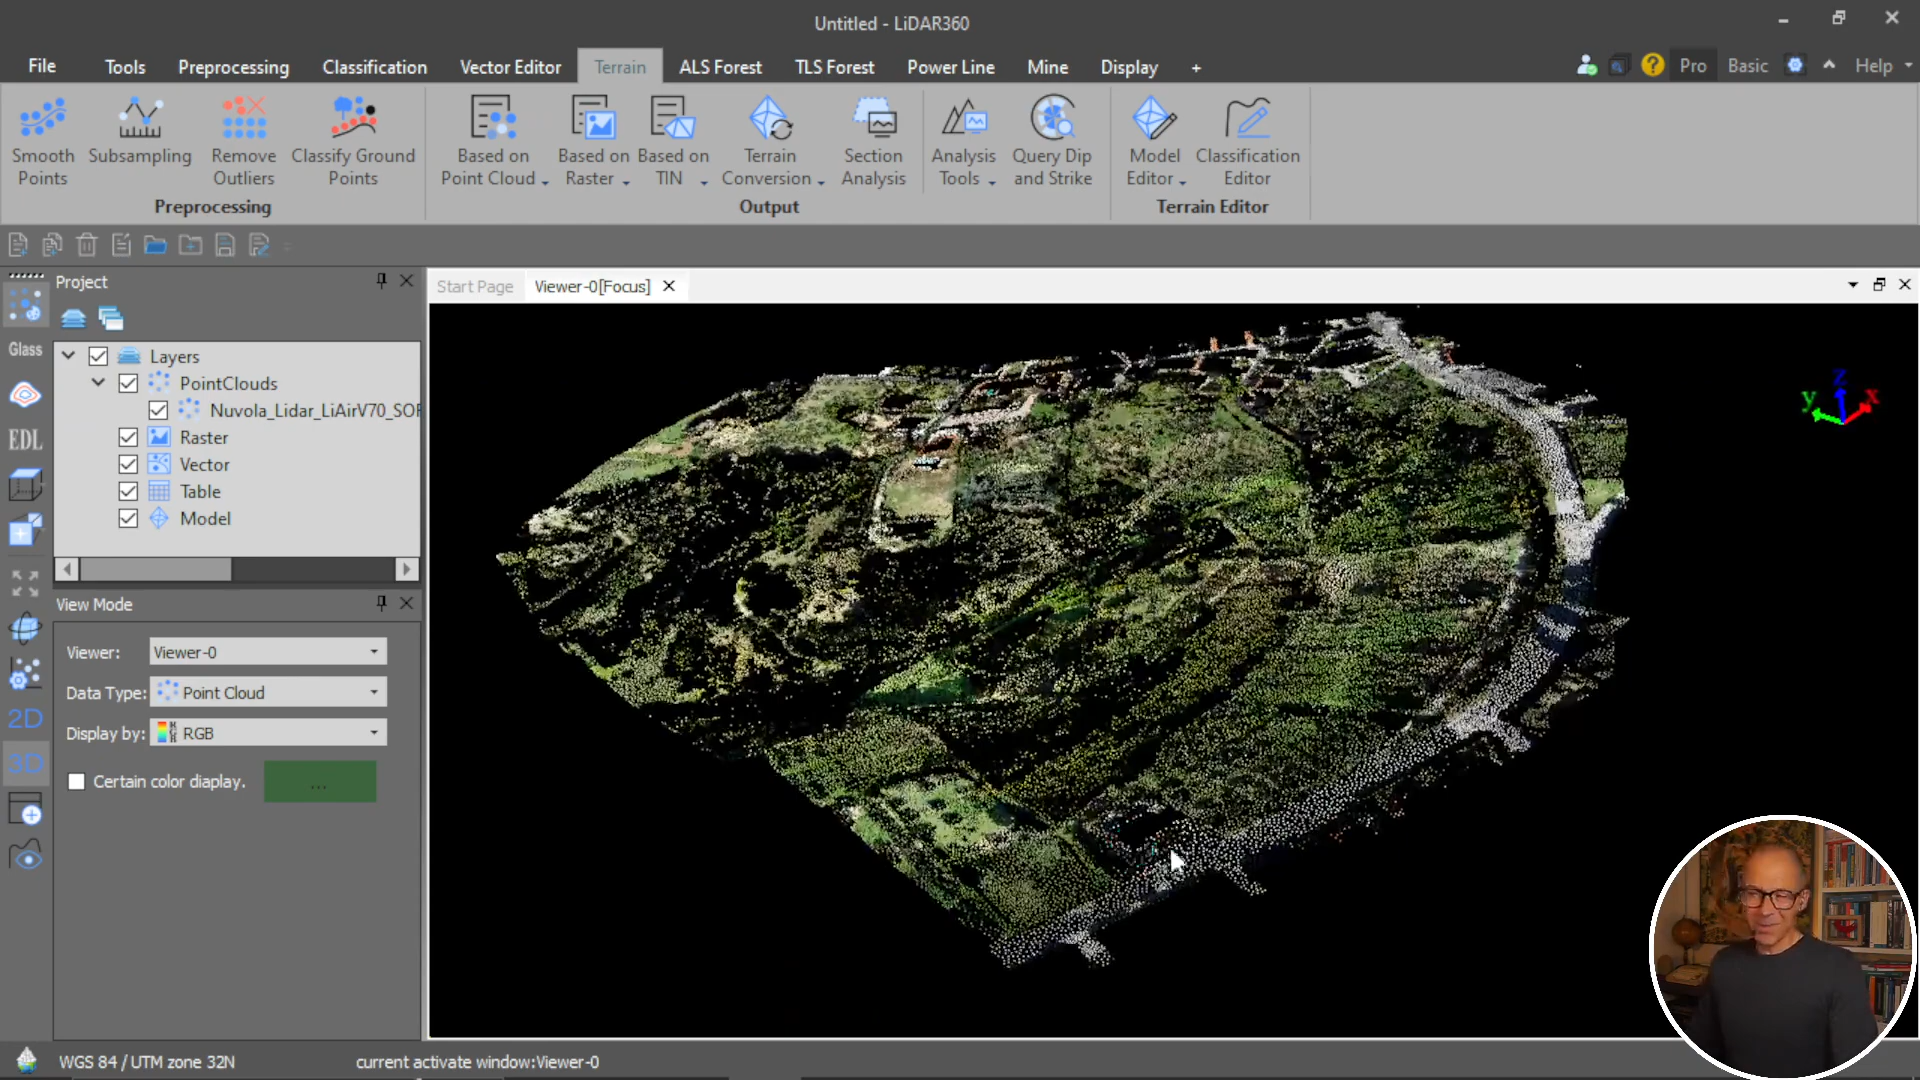 Untitled - LiDAR360
File
Tools
Preprocessing
Classification
Vector Editor
Terrain
ALS Forest
TLS Forest
Power Line
Mine
Display
+
Pro
Basic
Help
Smooth Points
Subsampling
Remove Outliers
Classify Ground Points
Based on Point Cloud
Based on Raster
Based on TIN
Terrain Conversion
Section Analysis
Analysis Tools
Query Dip and Strike
Model Editor
Classification Editor
Preprocessing
Output
Terrain Editor
Project
Start Page
Viewer-0[Focus]
Glass
EDL
2D
3D
Layers
PointClouds
Nuvola_Lidar_LiAirV70_SOF
Raster
Vector
Table
Model
View Mode
Viewer:
Viewer-0
Data Type:
Point Cloud
Display by:
RGB
Certain color display.
...
z
y
x
WGS 84 / UTM zone 32N
current activate window:Viewer-0